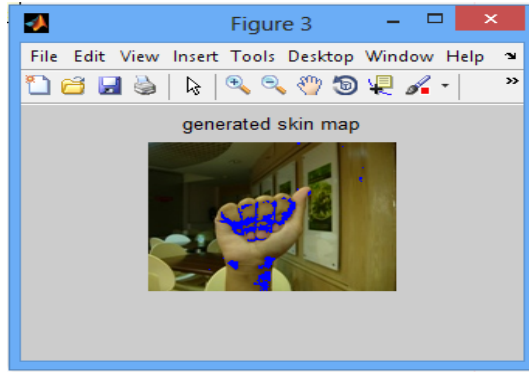 Figure 3
File Edit View Insert Tools Desktop Window Help
generated skin map